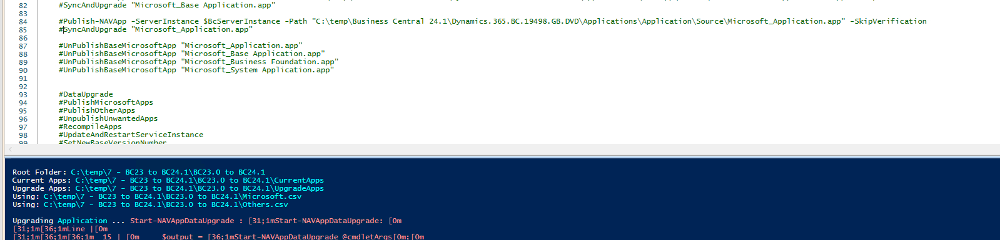 82 #SyncAndUpgrade "Microsoft_Base Application.app"
83
84 #Publish-NAVApp -ServerInstance $BcServerInstance -Path "C:\temp\Business Central 24.1\Dynamics.365.BC.19498.GB.DVD\Applications\Application\Source\Microsoft_Application.app" -SkipVerification
85 #SyncAndUpgrade "Microsoft_Application.app"
86
87 #UnPublishBaseMicrosoftApp "Microsoft_Application.app"
88 #UnPublishBaseMicrosoftApp "Microsoft_Base Application.app"
89 #UnPublishBaseMicrosoftApp "Microsoft_Business Foundation.app"
90 #UnPublishBaseMicrosoftApp "Microsoft_System Application.app"
91
92
93 #DataUpgrade
94 #PublishMicrosoftApps
95 #PublishOtherApps
96 #UnpublishUnwantedApps
97 #RecompileApps
98 #UpdateAndRestartServiceInstance
99 #SetNewBaseVersionNumber
Root Folder: C:\temp\7 - BC23 to BC24.1\BC23.0 to BC24.1
Current Apps: C:\temp\7 - BC23 to BC24.1\BC23.0 to BC24.1\CurrentApps
Upgrade Apps: C:\temp\7 - BC23 to BC24.1\BC23.0 to BC24.1\UpgradeApps
Using: C:\temp\7 - BC23 to BC24.1\BC23.0 to BC24.1\Microsoft.csv
Using: C:\temp\7 - BC23 to BC24.1\BC23.0 to BC24.1\Others.csv
Upgrading Application ... Start-NAVAppDataUpgrade : [31;1mStart-NAVAppDataUpgrade: [0m
[31;1m[36;1mLine |[0m
[31;1m[36;1m[36;1m  15 | [0m     $output = [36;1mStart-NAVAppDataUpgrade @cmdletArgs[0m;[0m